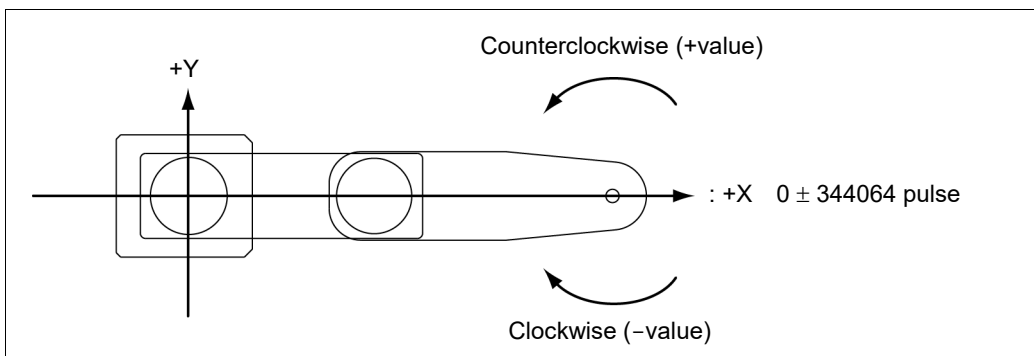 Counterclockwise (+value)
+Y
: +X 0 ± 344064 pulse
Clockwise (−value)